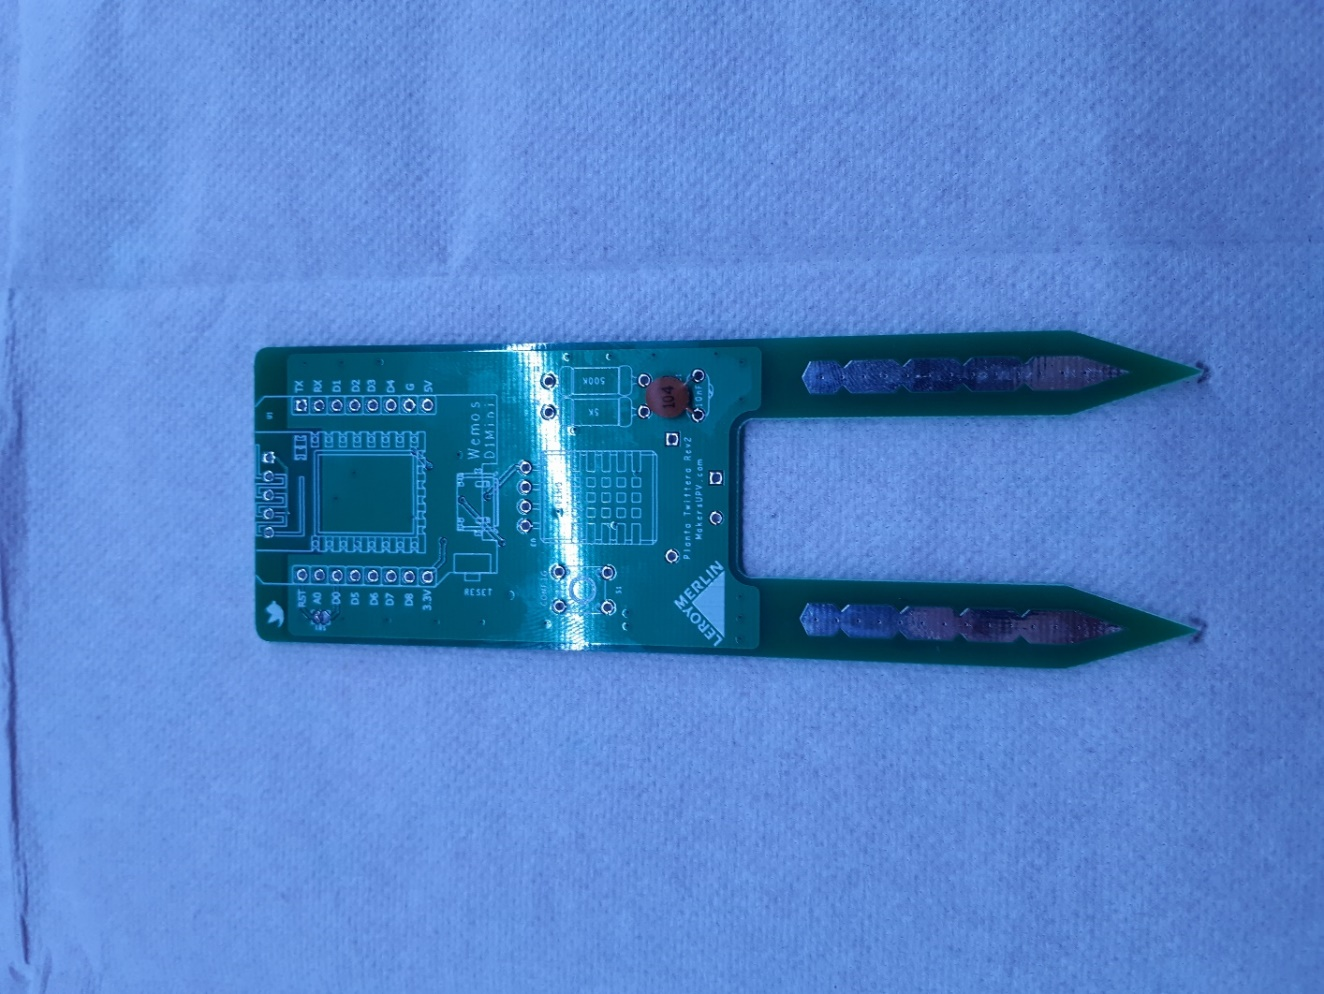 TX
RX
D1
D2
D3
D4
G
5V
Wemos
D1Mini
RST
A0
D0
D5
D6
D7
D8
3.3V
RESET
500K
5K
104
S1
Planta Twittera Rev2
MakersUPV.com
LEROY MERLIN